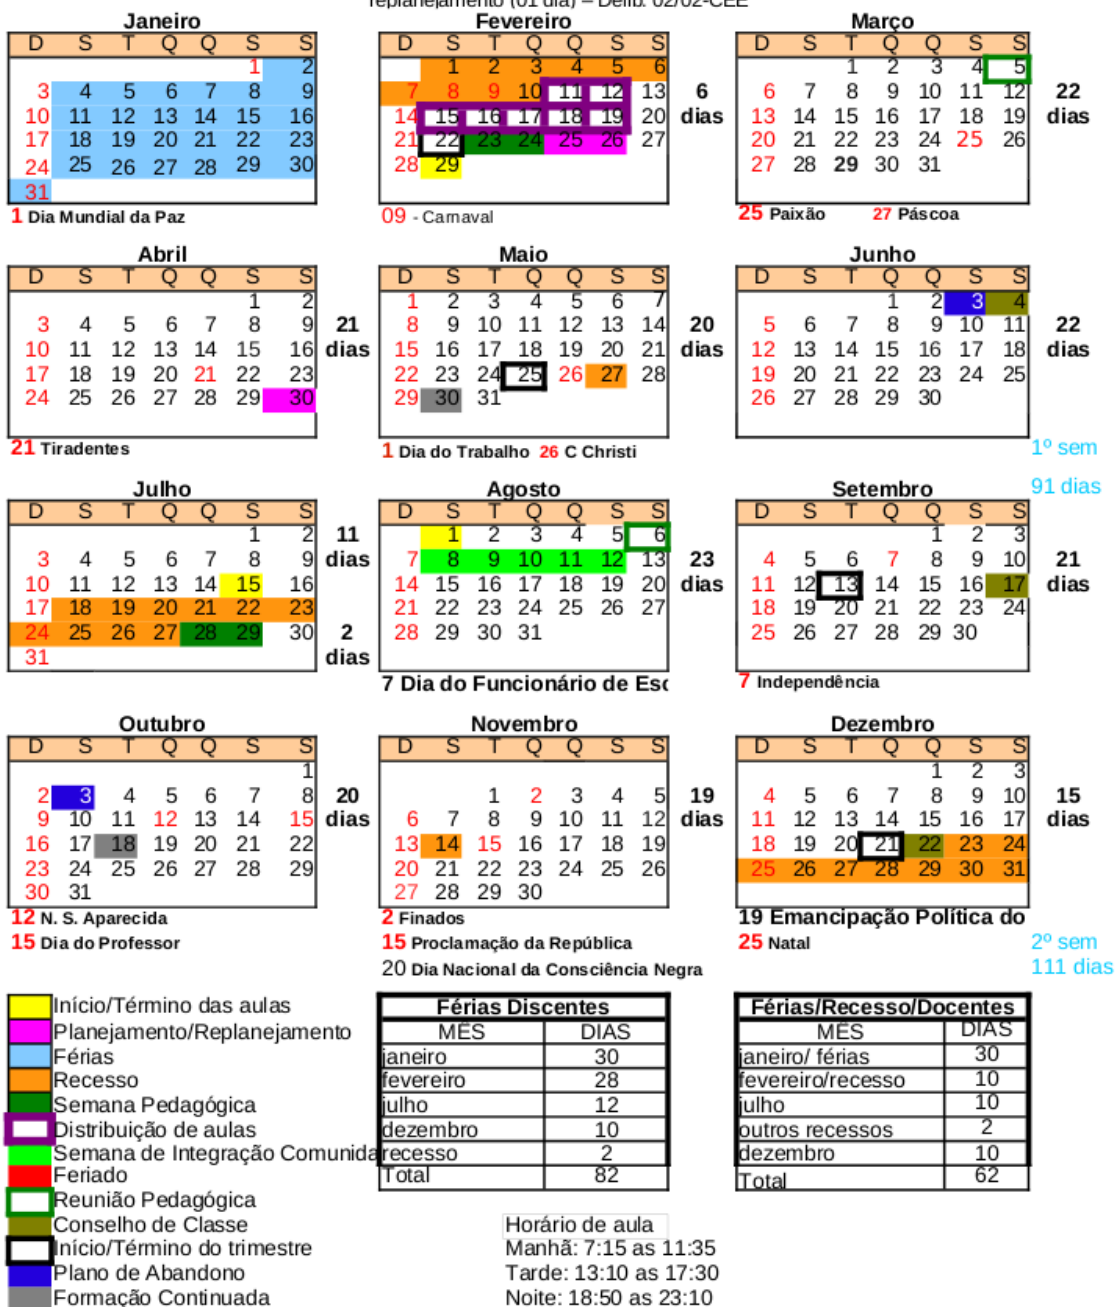 replanejamento (01 dia) – Delib. 02/02-CEE
Janeiro Fevereiro Março
D S T Q Q S S D S T Q Q S S D S T Q Q S S
1 2 1 2 3 4 5 6 1 2 3 4 5
3 4 5 6 7 8 9 7 8 9 10 11 12 13 6 6 7 8 9 10 11 12 22
10 11 12 13 14 15 16 14 15 16 17 18 19 20 dias 13 14 15 16 17 18 19 dias
17 18 19 20 21 22 23 21 22 23 24 25 26 27 20 21 22 23 24 25 26
24 25 26 27 28 29 30 28 29 27 28 29 30 31
31
1 Dia Mundial da Paz 09 - Carnaval 25 Paixão 27 Páscoa
Abril Maio Junho
D S T Q Q S S D S T Q Q S S D S T Q Q S S
1 2 1 2 3 4 5 6 7 1 2 3 4
3 4 5 6 7 8 9 21 8 9 10 11 12 13 14 20 5 6 7 8 9 10 11 22
10 11 12 13 14 15 16 dias 15 16 17 18 19 20 21 dias 12 13 14 15 16 17 18 dias
17 18 19 20 21 22 23 22 23 24 25 26 27 28 19 20 21 22 23 24 25
24 25 26 27 28 29 30 29 30 31 26 27 28 29 30
21 Tiradentes 1 Dia do Trabalho 26 C Christi 1º sem
91 dias
Julho Agosto Setembro
D S T Q Q S S D S T Q Q S S D S T Q Q S S
1 2 11 1 2 3 4 5 6 1 2 3
3 4 5 6 7 8 9 dias 7 8 9 10 11 12 13 23 4 5 6 7 8 9 10 21
10 11 12 13 14 15 16 14 15 16 17 18 19 20 dias 11 12 13 14 15 16 17 dias
17 18 19 20 21 22 23 21 22 23 24 25 26 27 18 19 20 21 22 23 24
24 25 26 27 28 29 30 2 28 29 30 31 25 26 27 28 29 30
31 dias
7 Dia do Funcionário de Esc 7 Independência
Outubro Novembro Dezembro
D S T Q Q S S D S T Q Q S S D S T Q Q S S
1 1 2 3
2 3 4 5 6 7 8 20 1 2 3 4 5 19 4 5 6 7 8 9 10 15
9 10 11 12 13 14 15 dias 6 7 8 9 10 11 12 dias 11 12 13 14 15 16 17 dias
16 17 18 19 20 21 22 13 14 15 16 17 18 19 18 19 20 21 22 23 24
23 24 25 26 27 28 29 20 21 22 23 24 25 26 25 26 27 28 29 30 31
30 31 27 28 29 30
12 N. S. Aparecida 2 Finados 19 Emancipação Política do
15 Dia do Professor 15 Proclamação da República 25 Natal 2º sem
20 Dia Nacional da Consciência Negra 111 dias
Início/Término das aulas
Planejamento/Replanejamento
Férias
Recesso
Semana Pedagógica
Distribuição de aulas
Semana de Integração Comunida
Feriado
Reunião Pedagógica
Conselho de Classe
Início/Término do trimestre
Plano de Abandono
Formação Continuada
Férias Discentes
MÊS DIAS
janeiro 30
fevereiro 28
julho 12
dezembro 10
recesso 2
Total 82
Férias/Recesso/Docentes
MÊS DIAS
janeiro/ férias 30
fevereiro/recesso 10
julho 10
outros recessos 2
dezembro 10
Total 62
Horário de aula
Manhã: 7:15 as 11:35
Tarde: 13:10 as 17:30
Noite: 18:50 as 23:10